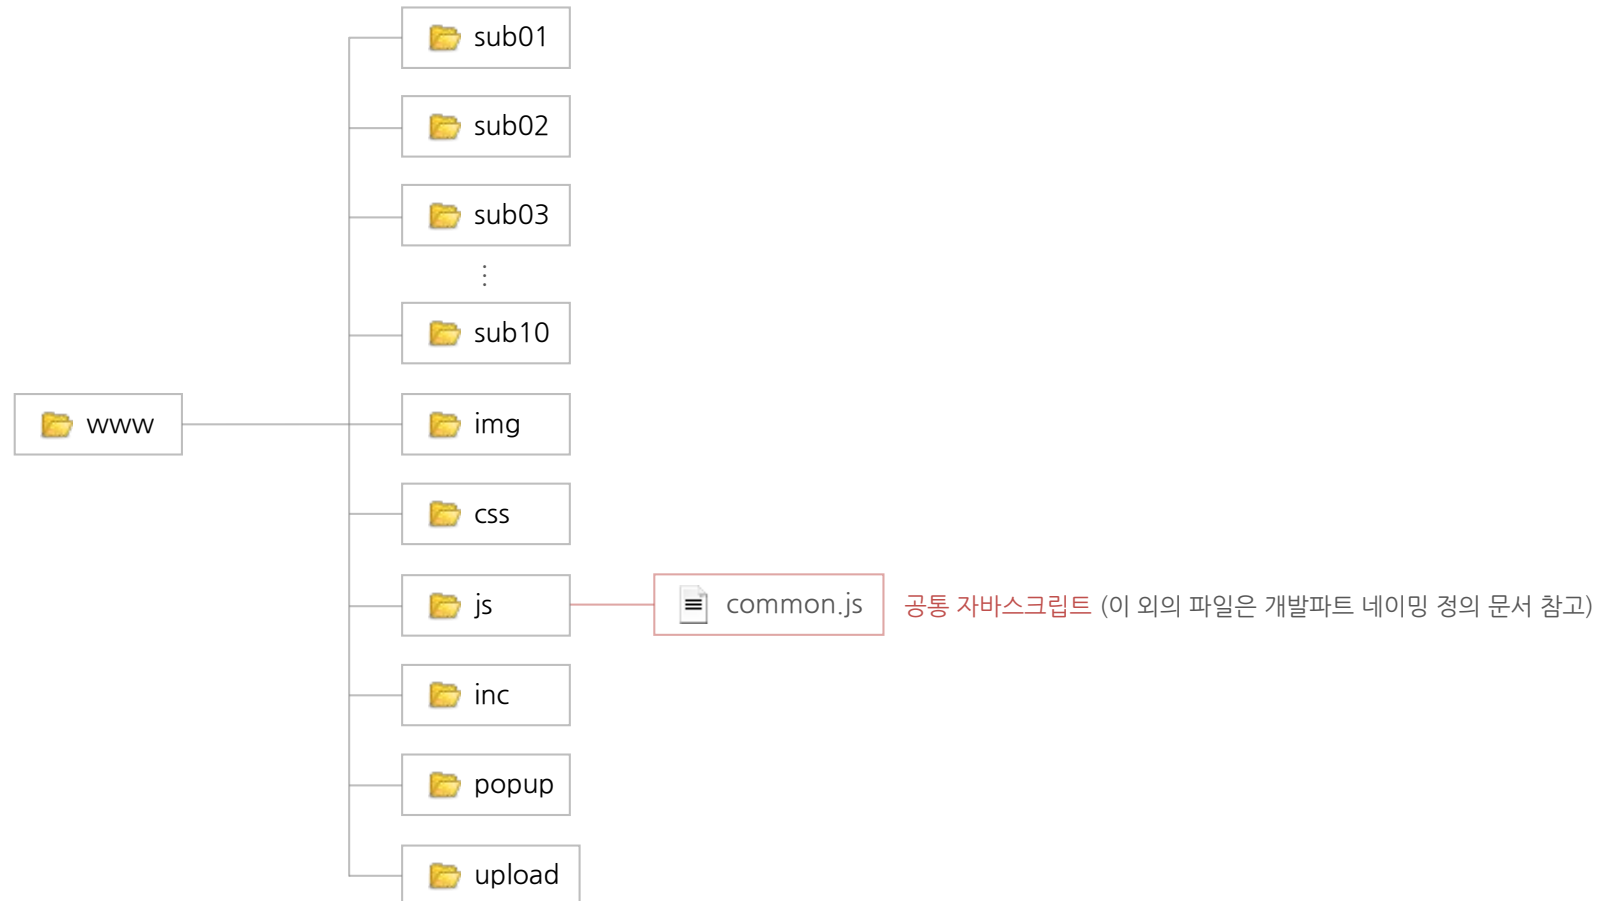 sub01
sub02
sub03
⋮
sub10
www
img
css
js
common.js
공통 자바스크립트 (이 외의 파일은 개발파트 네이밍 정의 문서 참고)
inc
popup
upload